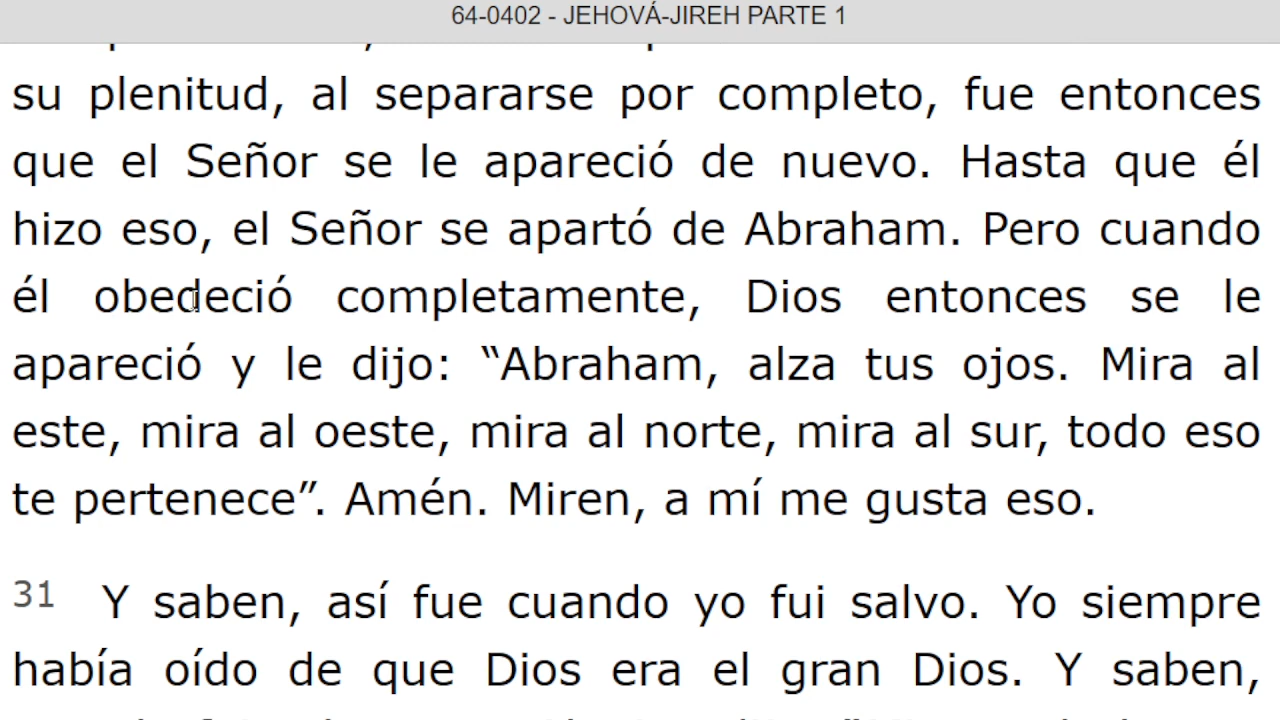 64-0402 - JEHOVÁ-JIREH PARTE 1
su plenitud, al separarse por completo, fue entonces
que el Señor se le apareció de nuevo. Hasta que él
hizo eso, el Señor se apartó de Abraham. Pero cuando
él obedeció completamente, Dios entonces se le
apareció y le dijo: “Abraham, alza tus ojos. Mira al
este, mira al oeste, mira al norte, mira al sur, todo eso
te pertenece”. Amén. Miren, a mí me gusta eso.
31 Y saben, así fue cuando yo fui salvo. Yo siempre
había oído de que Dios era el gran Dios. Y saben,